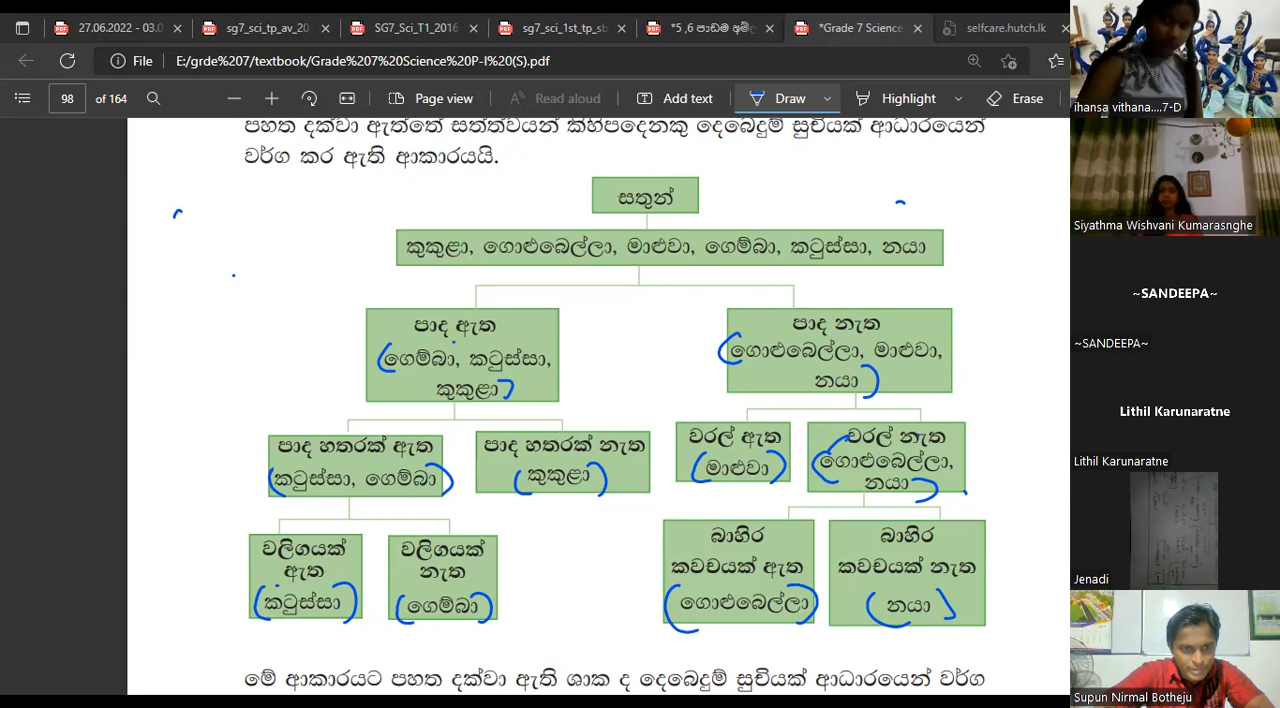 27.06.2022 - 03.0
sg7_sci_tp_av_201
SG7_Sci_T1_2016
sg7_sci_1st_tp_sb
*5 ,6 පාඩම් අම්
*Grade 7 Science
selfcare.hutch.lk
File
E:/grde%207/textbook/Grade%207%20Science%20P-I%20(S).pdf
98 of 164
Page view
Read aloud
Add text
Draw
Highlight
Erase
පහත දක්වා ඇත්තේ සත්ත්වයන් කිහිපදෙනකු දෙබෙදුම් සුචියක් ආධාරයෙන්
වර්ග කර ඇති ආකාරයයි.
සතුන්
කුකුළා, ගොළුබෙල්ලා, මාළුවා, ගෙම්බා, කටුස්සා, නයා
පාද ඇත
ගෙම්බා, කටුස්සා,
කුකුළා
පාද නැත
ගොළුබෙල්ලා, මාළුවා,
නයා
පාද හතරක් ඇත
කටුස්සා, ගෙම්බා
පාද හතරක් නැත
කුකුළා
වරල් ඇත
මාළුවා
වරල් නැත
ගොළුබෙල්ලා,
නයා
වලිගයක්
ඇත
කටුස්සා
වලිගයක්
නැත
ගෙම්බා
බාහිර
කවචයක් ඇත
ගොළුබෙල්ලා
බාහිර
කවචයක් නැත
නයා
මේ ආකාරයට පහත දක්වා ඇති ශාක ද දෙබෙදුම් සුචියක් ආධාරයෙන් වර්ග
ihansa vithana....7-D
Siyathma Wishvani Kumarasnghe
~SANDEEPA~
~SANDEEPA~
Lithil Karunaratne
Lithil Karunaratne
Jenadi
Supun Nirmal Botheju